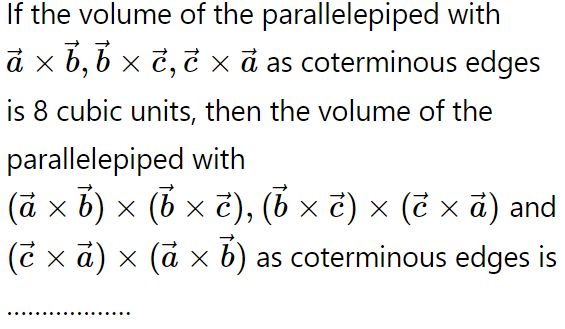 If the volume of the parallelepiped with
$\vec{a} \times \vec{b}, \vec{b} \times \vec{c}, \vec{c} \times \vec{a}$ as coterminous edges
is 8 cubic units, then the volume of the
parallelepiped with
$(\vec{a} \times \vec{b}) \times (\vec{b} \times \vec{c}), (\vec{b} \times \vec{c}) \times (\vec{c} \times \vec{a})$ and
$(\vec{c} \times \vec{a}) \times (\vec{a} \times \vec{b})$ as coterminous edges is
..................